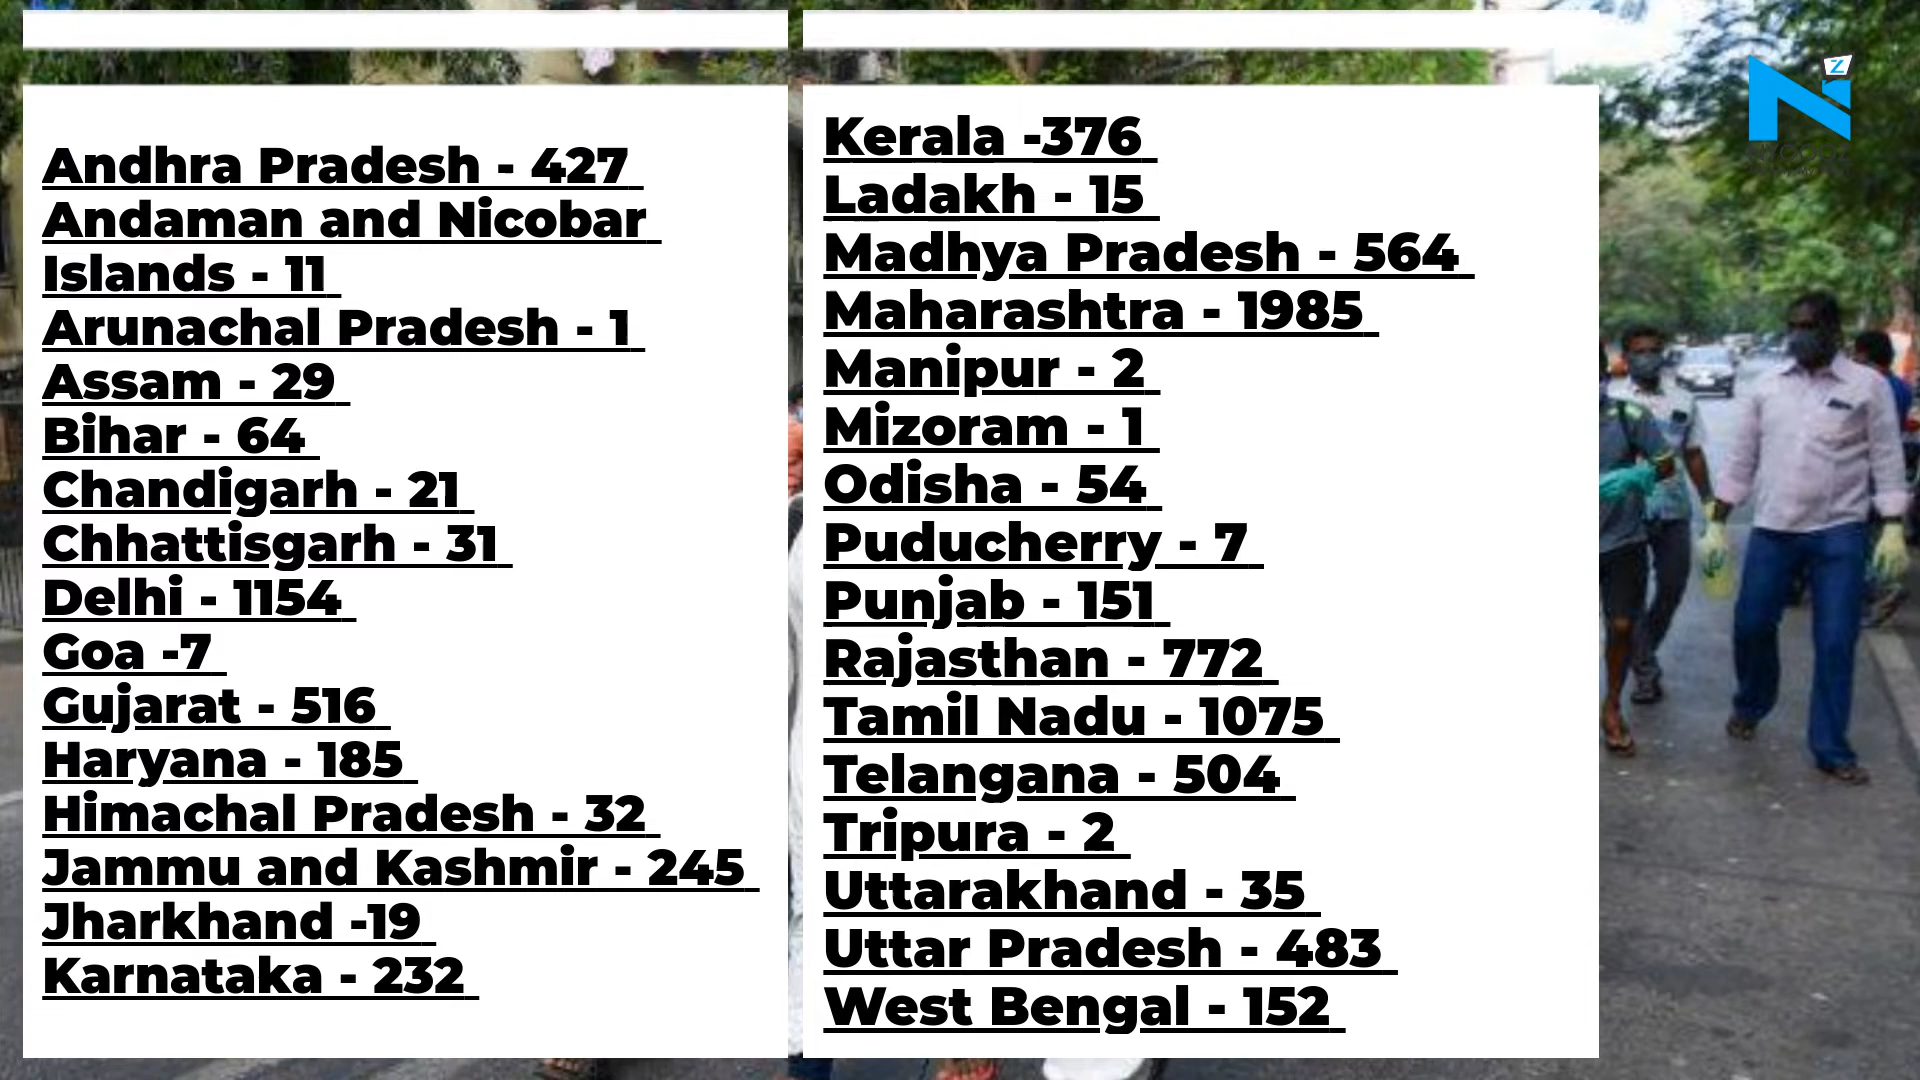 Andhra Pradesh - 427
Andaman and Nicobar
Islands - 11
Arunachal Pradesh - 1
Assam - 29
Bihar - 64
Chandigarh - 21
Chhattisgarh - 31
Delhi - 1154
Goa -7
Gujarat - 516
Haryana - 185
Himachal Pradesh - 32
Jammu and Kashmir - 245
Jharkhand -19
Karnataka - 232
Kerala -376
Ladakh - 15
Madhya Pradesh - 564
Maharashtra - 1985
Manipur - 2
Mizoram - 1
Odisha - 54
Puducherry - 7
Punjab - 151
Rajasthan - 772
Tamil Nadu - 1075
Telangana - 504
Tripura - 2
Uttarakhand - 35
Uttar Pradesh - 483
West Bengal - 152
Z